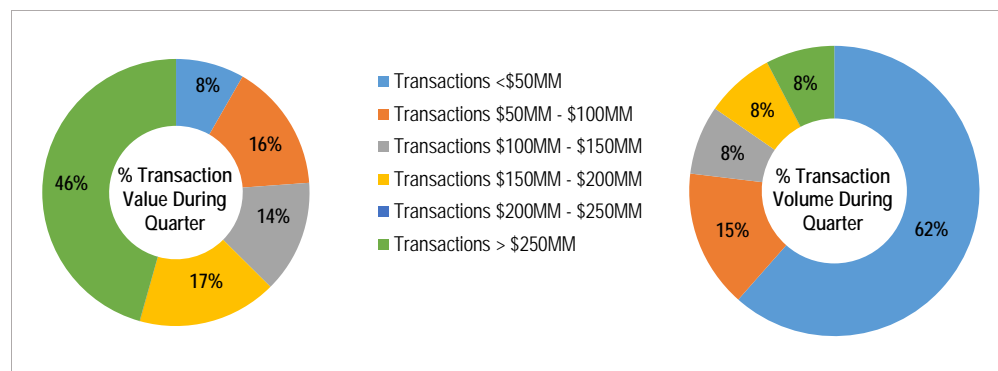 8%
16%
14%
17%
46%
% Transaction
Value During
Quarter
Transactions <$50MM
Transactions $50MM - $100MM
Transactions $100MM - $150MM
Transactions $150MM - $200MM
Transactions $200MM - $250MM
Transactions > $250MM
62%
15%
8%
8%
8%
% Transaction
Volume During
Quarter